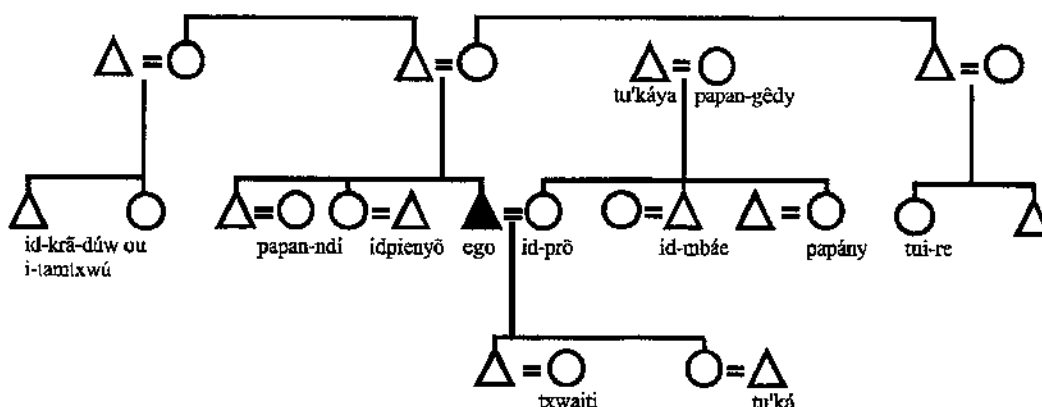 tu'káya papan-gêdy
id-krã-dúw ou
i-tamtxwú
papan-ndí idpienyõ ego id-prõ id-mbáe papány tui-re
txwaiti tu'ká